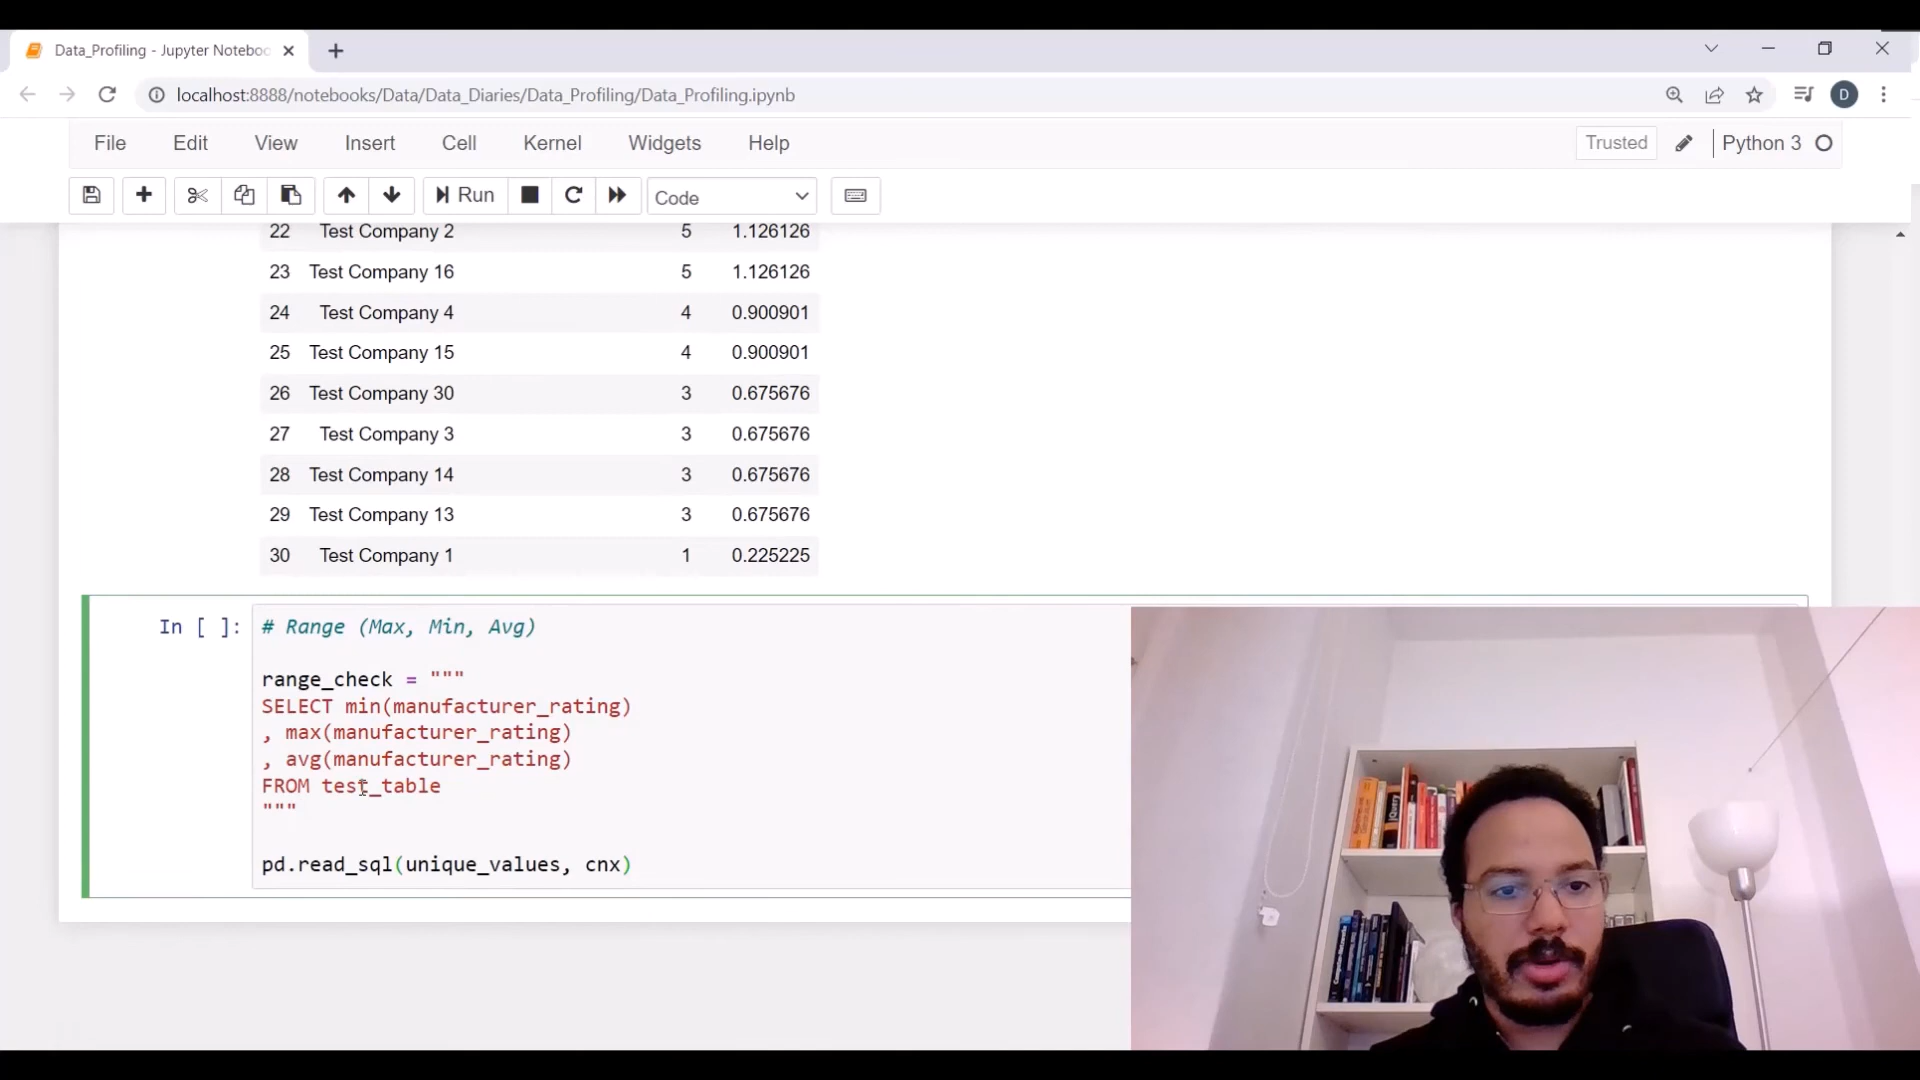 Data_Profiling - Jupyter Noteboo
localhost:8888/notebooks/Data/Data_Diaries/Data_Profiling/Data_Profiling.ipynb
D
File Edit View Insert Cell Kernel Widgets Help Trusted Python 3
Run Code
22 Test Company 2 5 1.126126
23 Test Company 16 5 1.126126
24 Test Company 4 4 0.900901
25 Test Company 15 4 0.900901
26 Test Company 30 3 0.675676
27 Test Company 3 3 0.675676
28 Test Company 14 3 0.675676
29 Test Company 13 3 0.675676
30 Test Company 1 1 0.225225
In [ ]: # Range (Max, Min, Avg)
range_check = """
SELECT min(manufacturer_rating)
, max(manufacturer_rating)
, avg(manufacturer_rating)
FROM test_table
"""
pd.read_sql(unique_values, cnx)
jQuery